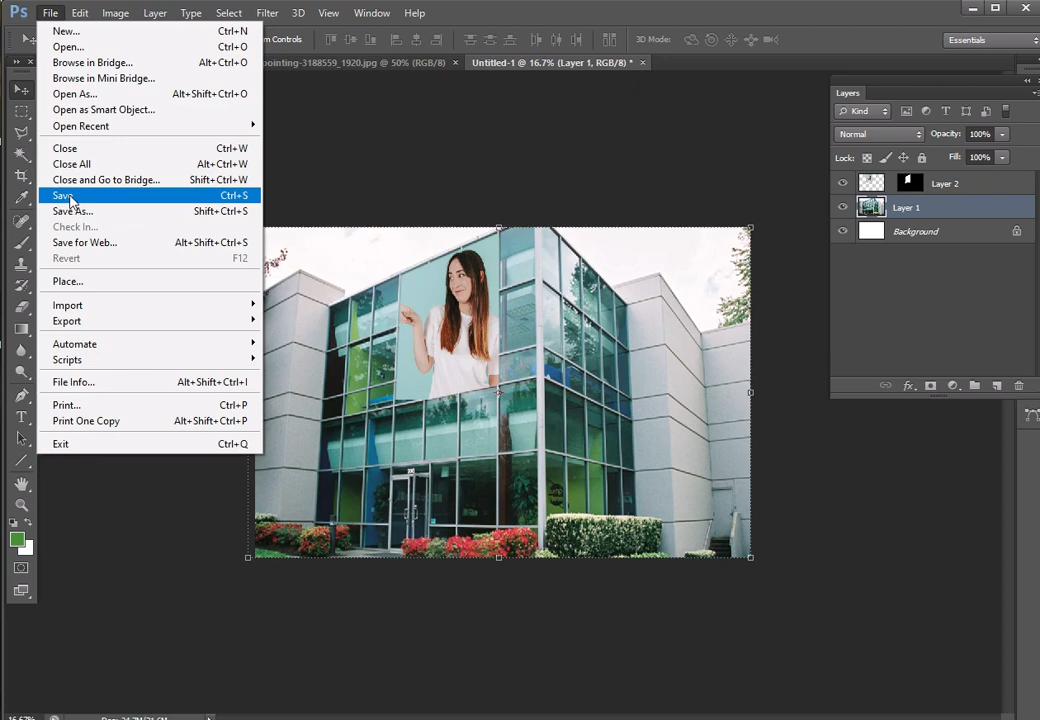 Ps File Edit Image Layer Type Select Filter 3D View Window Help
Controls 3D Mode: Essentials
pointing-3188559_1920.jpg @ 50% (RGB/8) × Untitled-1 @ 16.7% (Layer 1, RGB/8) * ×
New... Ctrl+N
Open... Ctrl+O
Browse in Bridge... Alt+Ctrl+O
Browse in Mini Bridge...
Open As... Alt+Shift+Ctrl+O
Open as Smart Object...
Open Recent
Close Ctrl+W
Close All Alt+Ctrl+W
Close and Go to Bridge... Shift+Ctrl+W
Save Ctrl+S
Save As... Shift+Ctrl+S
Check In...
Save for Web... Alt+Shift+Ctrl+S
Revert F12
Place...
Import
Export
Automate
Scripts
File Info... Alt+Shift+Ctrl+I
Print... Ctrl+P
Print One Copy Alt+Shift+Ctrl+P
Exit Ctrl+Q
Layers
Kind
Normal Opacity: 100%
Lock: Fill: 100%
Layer 2
Layer 1
Background